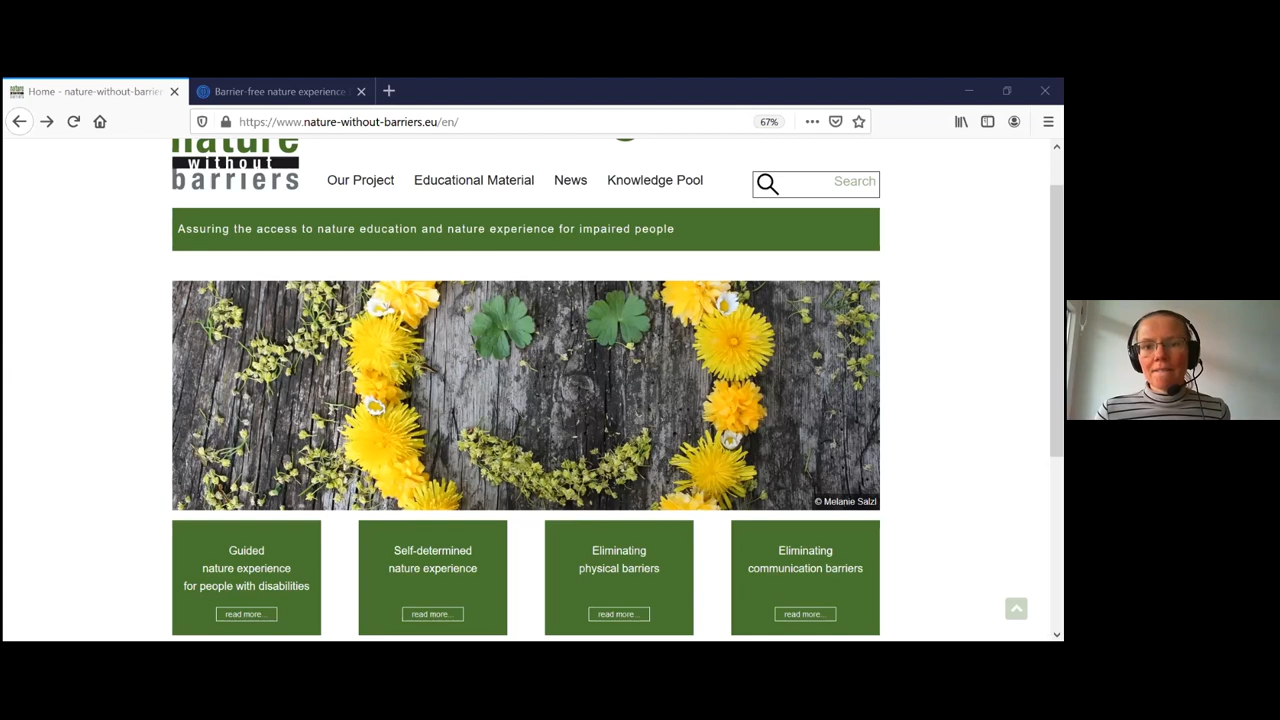 Home - nature-without-barrier
Barrier-free nature experience
https://www.nature-without-barriers.eu/en/
67%
nature
without
barriers
Our Project
Educational Material
News
Knowledge Pool
Search
Assuring the access to nature education and nature experience for impaired people
© Melanie Salzl
Guided
nature experience
for people with disabilities
read more...
Self-determined
nature experience
read more...
Eliminating
physical barriers
read more...
Eliminating
communication barriers
read more...